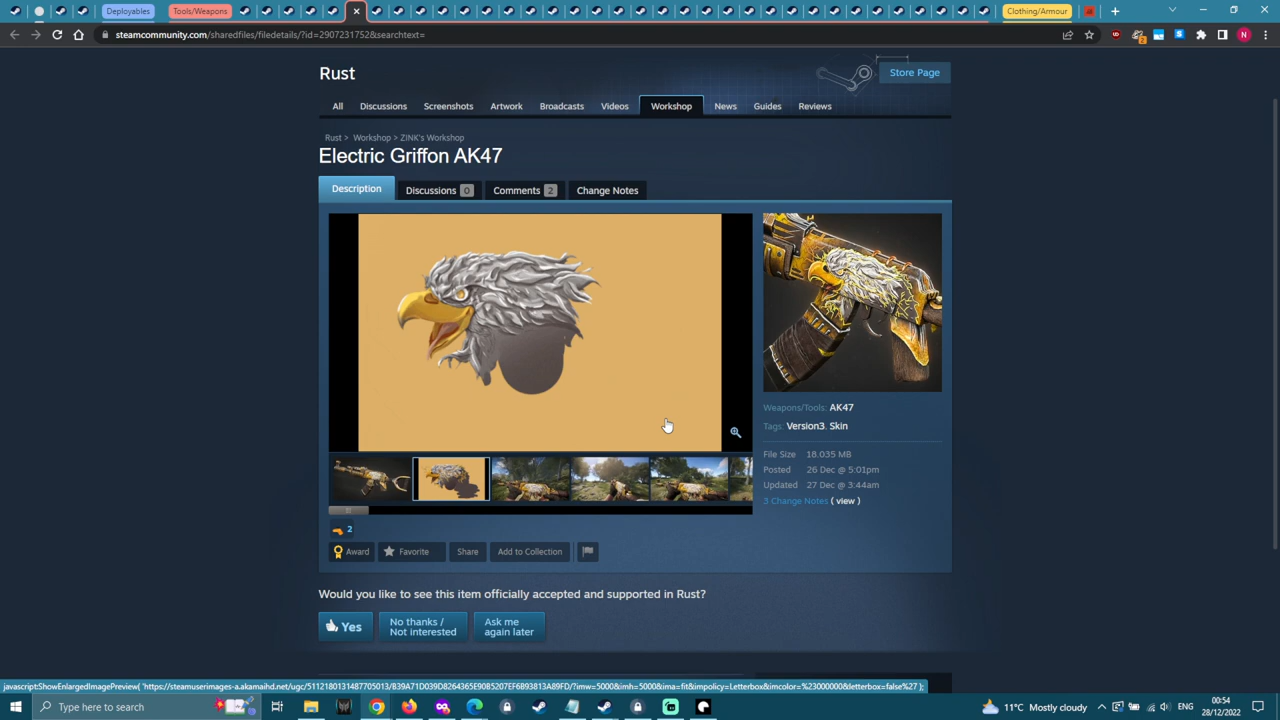 Deployables
Tools/Weapons
Clothing/Armour
steamcommunity.com/sharedfiles/filedetails/?id=2907231752&searchtext=
Rust
Store Page
All
Discussions
Screenshots
Artwork
Broadcasts
Videos
Workshop
News
Guides
Reviews
Rust > Workshop > ZINK's Workshop
Electric Griffon AK47
Description
Discussions 0
Comments 2
Change Notes
Weapons/Tools: AK47
Tags: Version3, Skin
File Size 18.035 MB
Posted 26 Dec @ 5:01pm
Updated 27 Dec @ 3:44am
3 Change Notes ( view )
2
Award
Favorite
Share
Add to Collection
Would you like to see this item officially accepted and supported in Rust?
Yes
No thanks /
Not interested
Ask me
again later
Type here to search
11°C Mostly cloudy
ENG
00:54
28/12/2022